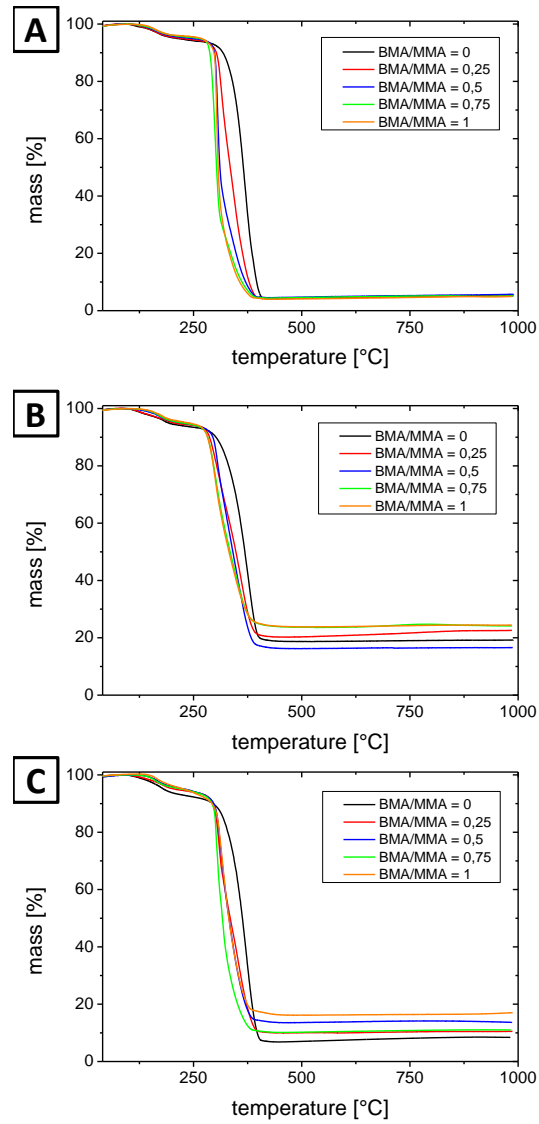 A
100
BMA/MMA = 0
BMA/MMA = 0,25
80
BMA/MMA = 0,5
BMA/MMA = 0,75
BMA/MMA = 1
60
mass [%]
40
20
0
250 500 750 1000
temperature [°C]
B
100
BMA/MMA = 0
BMA/MMA = 0,25
80
BMA/MMA = 0,5
BMA/MMA = 0,75
BMA/MMA = 1
60
mass [%]
40
20
0
250 500 750 1000
temperature [°C]
C
100
BMA/MMA = 0
BMA/MMA = 0,25
80
BMA/MMA = 0,5
BMA/MMA = 0,75
BMA/MMA = 1
60
mass [%]
40
20
0
250 500 750 1000
temperature [°C]